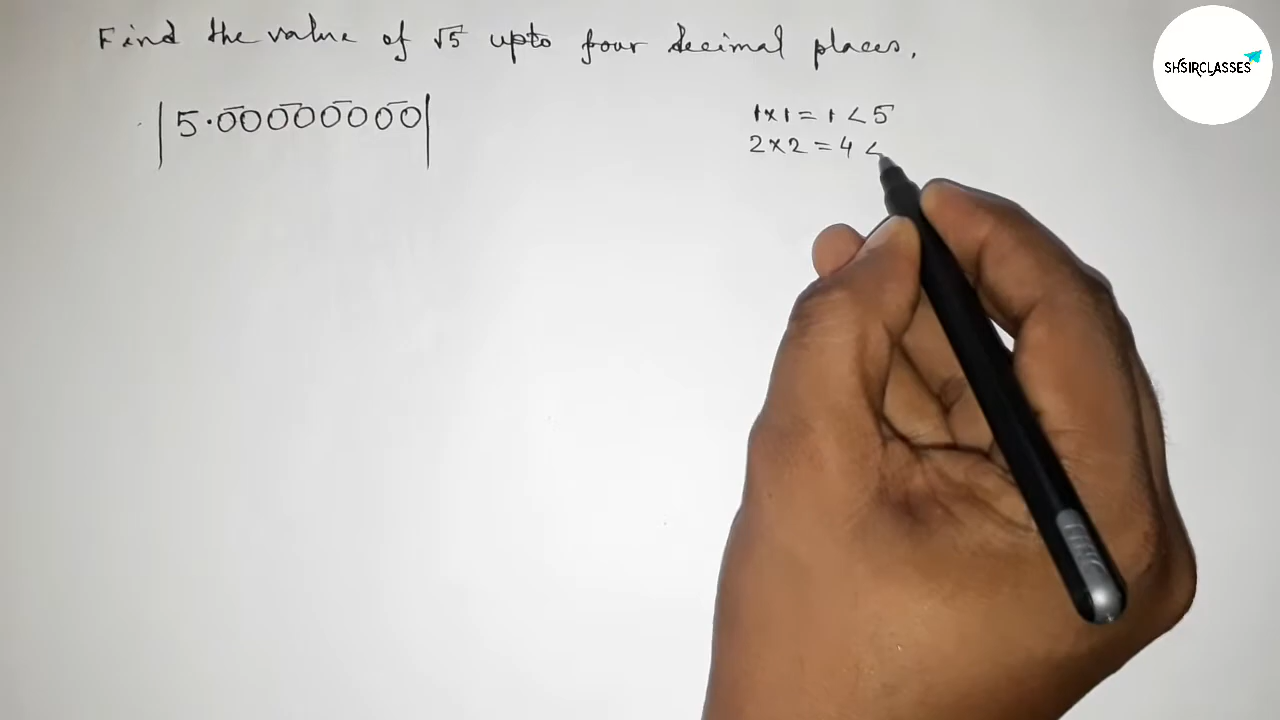 Find the value of √5 upto four decimal places.
SHSIRCLASSES
|5.00000000|
1×1=1<5
2×2=4<